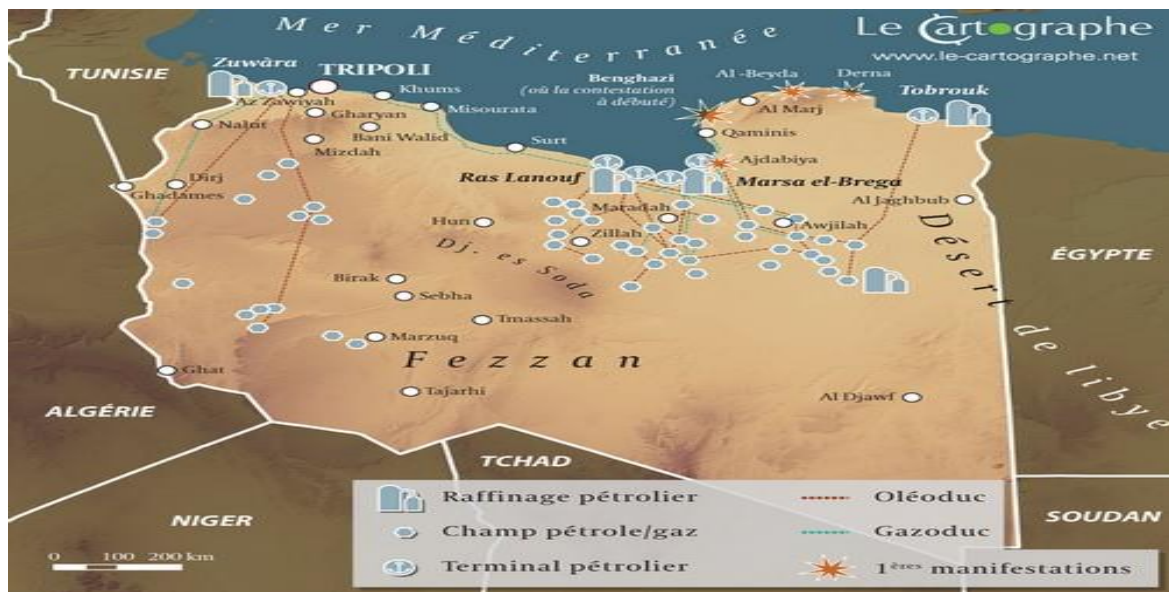 Mer Méditerranée
Le Cartographe
www.le-cartographe.net
TUNISIE
Zuwâra
TRIPOLI
Az Zawiyah
Khums
Misourata
Gharyan
Nalut
Bani Walid
Mizdah
Surt
Benghazi
(où la contestation
à débuté)
Al -Beyda
Derna
Al Marj
Tobrouk
Qaminis
Ajdabiya
Ghadames
Dirj
Ras Lanouf
Marsa el-Brega
Al Jaghbub
Hun
Maradah
Zillah
Awjilah
Dj. es Soda
Désert de libye
ÉGYPTE
Birak
Sebha
Tmassah
Marzuq
Fezzan
Ghat
Tajarhi
Al Djawf
ALGÉRIE
TCHAD
NIGER
SOUDAN
0 100 200 km
Raffinage pétrolier
Champ pétrole/gaz
Terminal pétrolier
Oléoduc
Gazoduc
1ères manifestations